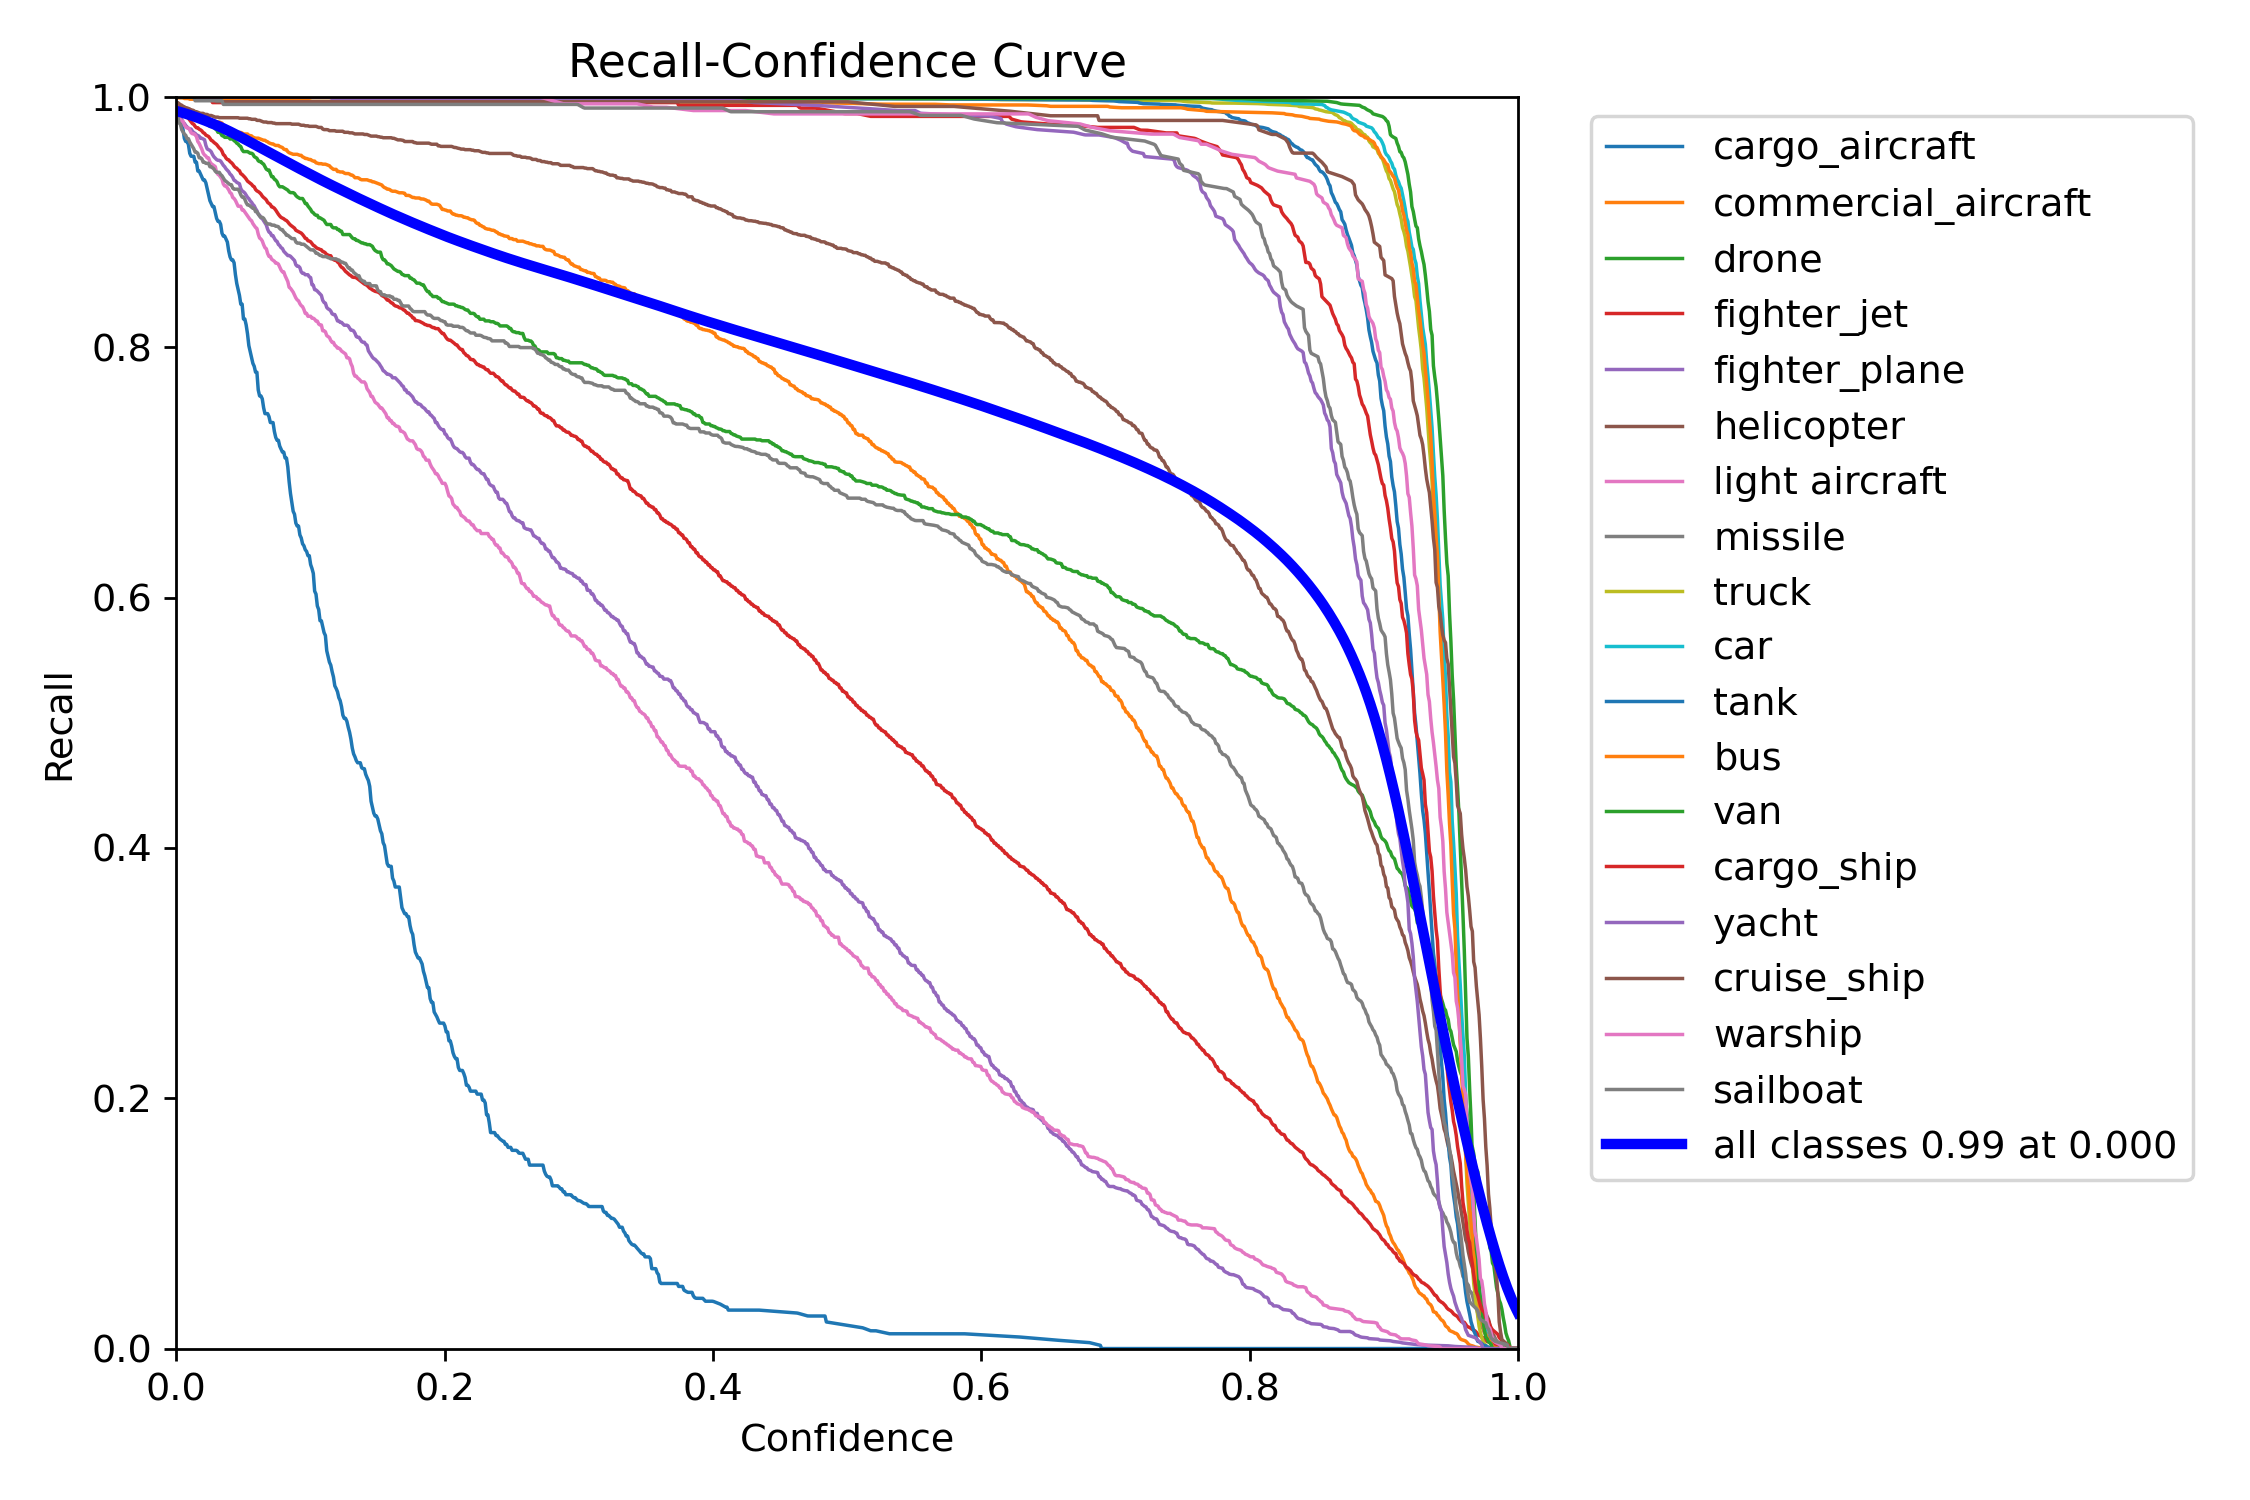 Recall-Confidence Curve
1.0
0.8
0.6
0.4
0.2
0.0
Recall
0.0 0.2 0.4 0.6 0.8 1.0
Confidence
cargo_aircraft
commercial_aircraft
drone
fighter_jet
fighter_plane
helicopter
light aircraft
missile
truck
car
tank
bus
van
cargo_ship
yacht
cruise_ship
warship
sailboat
all classes 0.99 at 0.000